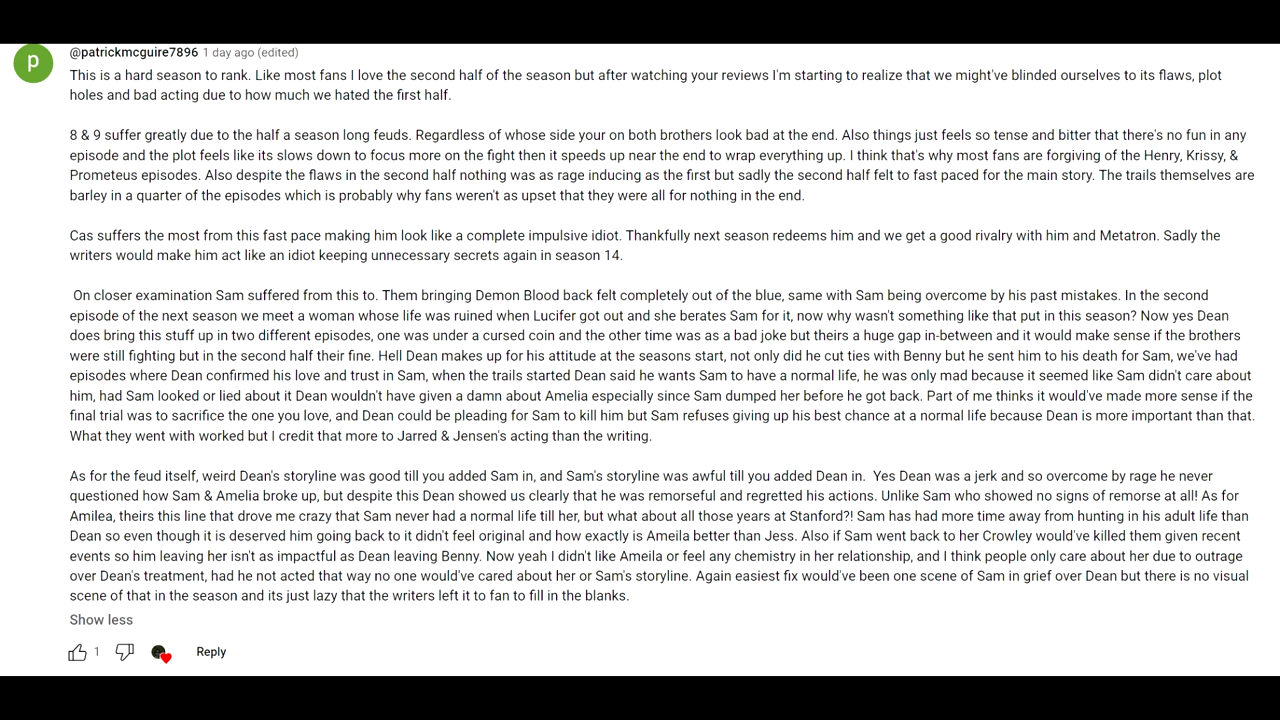 p
@patrickmcguire7896 1 day ago (edited)
This is a hard season to rank. Like most fans I love the second half of the season but after watching your reviews I'm starting to realize that we might've blinded ourselves to its flaws, plot
holes and bad acting due to how much we hated the first half.
8 & 9 suffer greatly due to the half a season long feuds. Regardless of whose side your on both brothers look bad at the end. Also things just feels so tense and bitter that there's no fun in any
episode and the plot feels like its slows down to focus more on the fight then it speeds up near the end to wrap everything up. I think that's why most fans are forgiving of the Henry, Krissy, &
Prometeus episodes. Also despite the flaws in the second half nothing was as rage inducing as the first but sadly the second half felt to fast paced for the main story. The trails themselves are
barley in a quarter of the episodes which is probably why fans weren't as upset that they were all for nothing in the end.
Cas suffers the most from this fast pace making him look like a complete impulsive idiot. Thankfully next season redeems him and we get a good rivalry with him and Metatron. Sadly the
writers would make him act like an idiot keeping unnecessary secrets again in season 14.
On closer examination Sam suffered from this to. Them bringing Demon Blood back felt completely out of the blue, same with Sam being overcome by his past mistakes. In the second
episode of the next season we meet a woman whose life was ruined when Lucifer got out and she berates Sam for it, now why wasn't something like that put in this season? Now yes Dean
does bring this stuff up in two different episodes, one was under a cursed coin and the other time was as a bad joke but theirs a huge gap in-between and it would make sense if the brothers
were still fighting but in the second half their fine. Hell Dean makes up for his attitude at the seasons start, not only did he cut ties with Benny but he sent him to his death for Sam, we've had
episodes where Dean confirmed his love and trust in Sam, when the trails started Dean said he wants Sam to have a normal life, he was only mad because it seemed like Sam didn't care about
him, had Sam looked or lied about it Dean wouldn't have given a damn about Amelia especially since Sam dumped her before he got back. Part of me thinks it would've made more sense if the
final trial was to sacrifice the one you love, and Dean could be pleading for Sam to kill him but Sam refuses giving up his best chance at a normal life because Dean is more important than that.
What they went with worked but I credit that more to Jarred & Jensen's acting than the writing.
As for the feud itself, weird Dean's storyline was good till you added Sam in, and Sam's storyline was awful till you added Dean in. Yes Dean was a jerk and so overcome by rage he never
questioned how Sam & Amelia broke up, but despite this Dean showed us clearly that he was remorseful and regretted his actions. Unlike Sam who showed no signs of remorse at all! As for
Amilea, theirs this line that drove me crazy that Sam never had a normal life till her, but what about all those years at Stanford?! Sam has had more time away from hunting in his adult life than
Dean so even though it is deserved him going back to it didn't feel original and how exactly is Ameila better than Jess. Also if Sam went back to her Crowley would've killed them given recent
events so him leaving her isn't as impactful as Dean leaving Benny. Now yeah I didn't like Ameila or feel any chemistry in her relationship, and I think people only care about her due to outrage
over Dean's treatment, had he not acted that way no one would've cared about her or Sam's storyline. Again easiest fix would've been one scene of Sam in grief over Dean but there is no visual
scene of that in the season and its just lazy that the writers left it to fan to fill in the blanks.
Show less
1 Reply